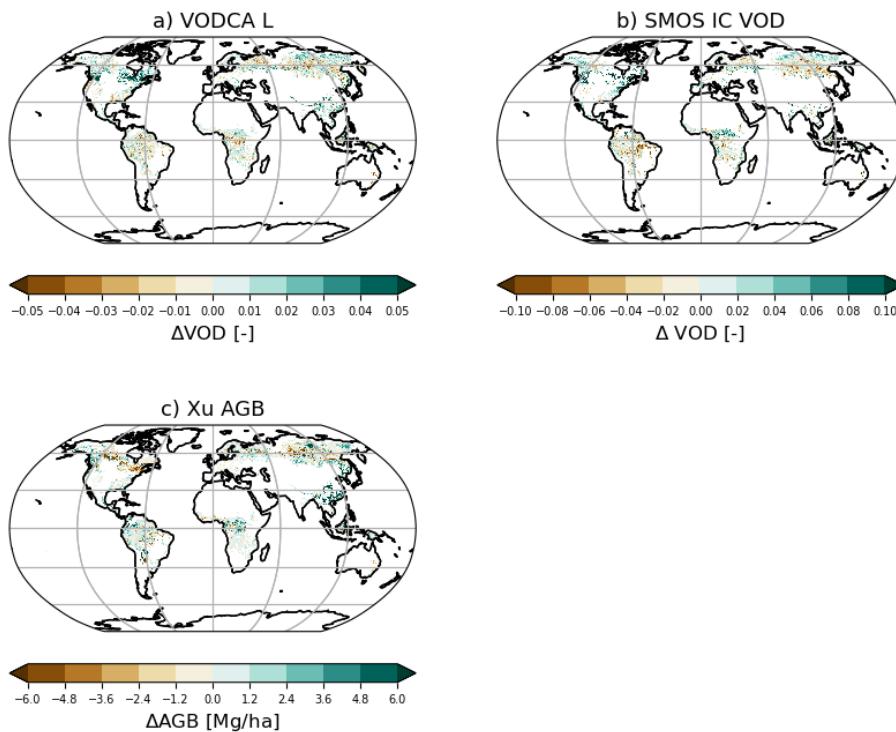 a) VODCA L
b) SMOS IC VOD
−0.05 −0.04 −0.03 −0.02 −0.01 0.00 0.01 0.02 0.03 0.04 0.05
ΔVOD [-]
−0.10 −0.08 −0.06 −0.04 −0.02 0.00 0.02 0.04 0.06 0.08 0.10
Δ VOD [-]
c) Xu AGB
−6.0 −4.8 −3.6 −2.4 −1.2 0.0 1.2 2.4 3.6 4.8 6.0
ΔAGB [Mg/ha]